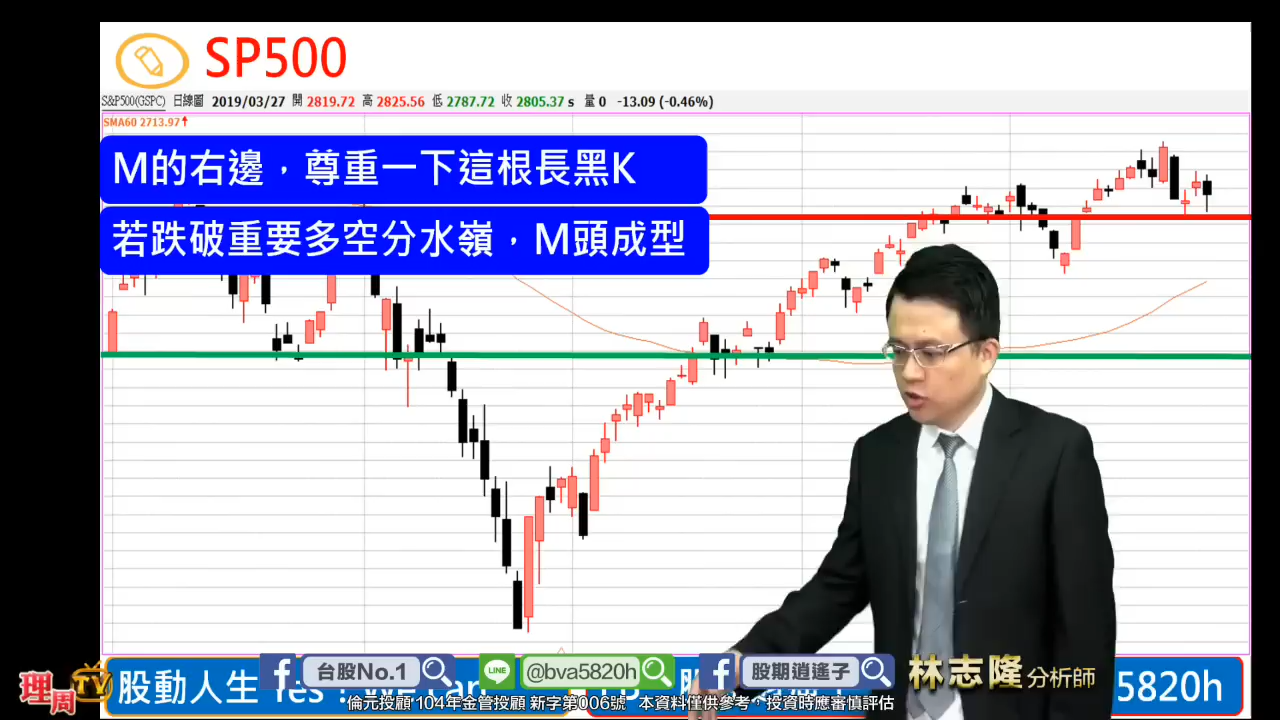 SP500
S&P500(GSPC) 日線圖 2019/03/27 開 2819.72 高 2825.56 低 2787.72 收 2805.37 s 量 0 -13.09 (-0.46%)
SMA60 2713.97↑
M的右邊，尊重一下這根長黑K
若跌破重要多空分水嶺，M頭成型
理周TV
股動人生 Yes
台股No.1
LINE
@bva5820h
股期逍遙子
林志隆 分析師
5820h
倫元投顧 104年金管投顧 新字第006號 本資料僅供參考，投資時應審慎評估